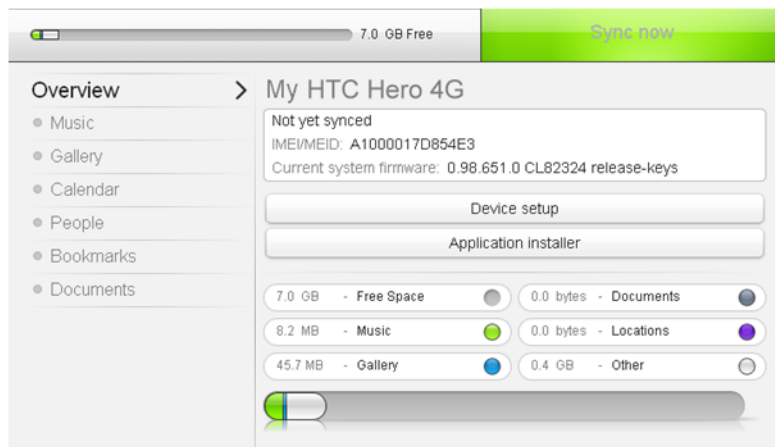 7.0 GB Free
Sync now
Overview
Music
Gallery
Calendar
People
Bookmarks
Documents
My HTC Hero 4G
Not yet synced
IMEI/MEID: A1000017D854E3
Current system firmware: 0.98.651.0 CL82324 release-keys
Device setup
Application installer
7.0 GB - Free Space
0.0 bytes - Documents
8.2 MB - Music
0.0 bytes - Locations
45.7 MB - Gallery
0.4 GB - Other